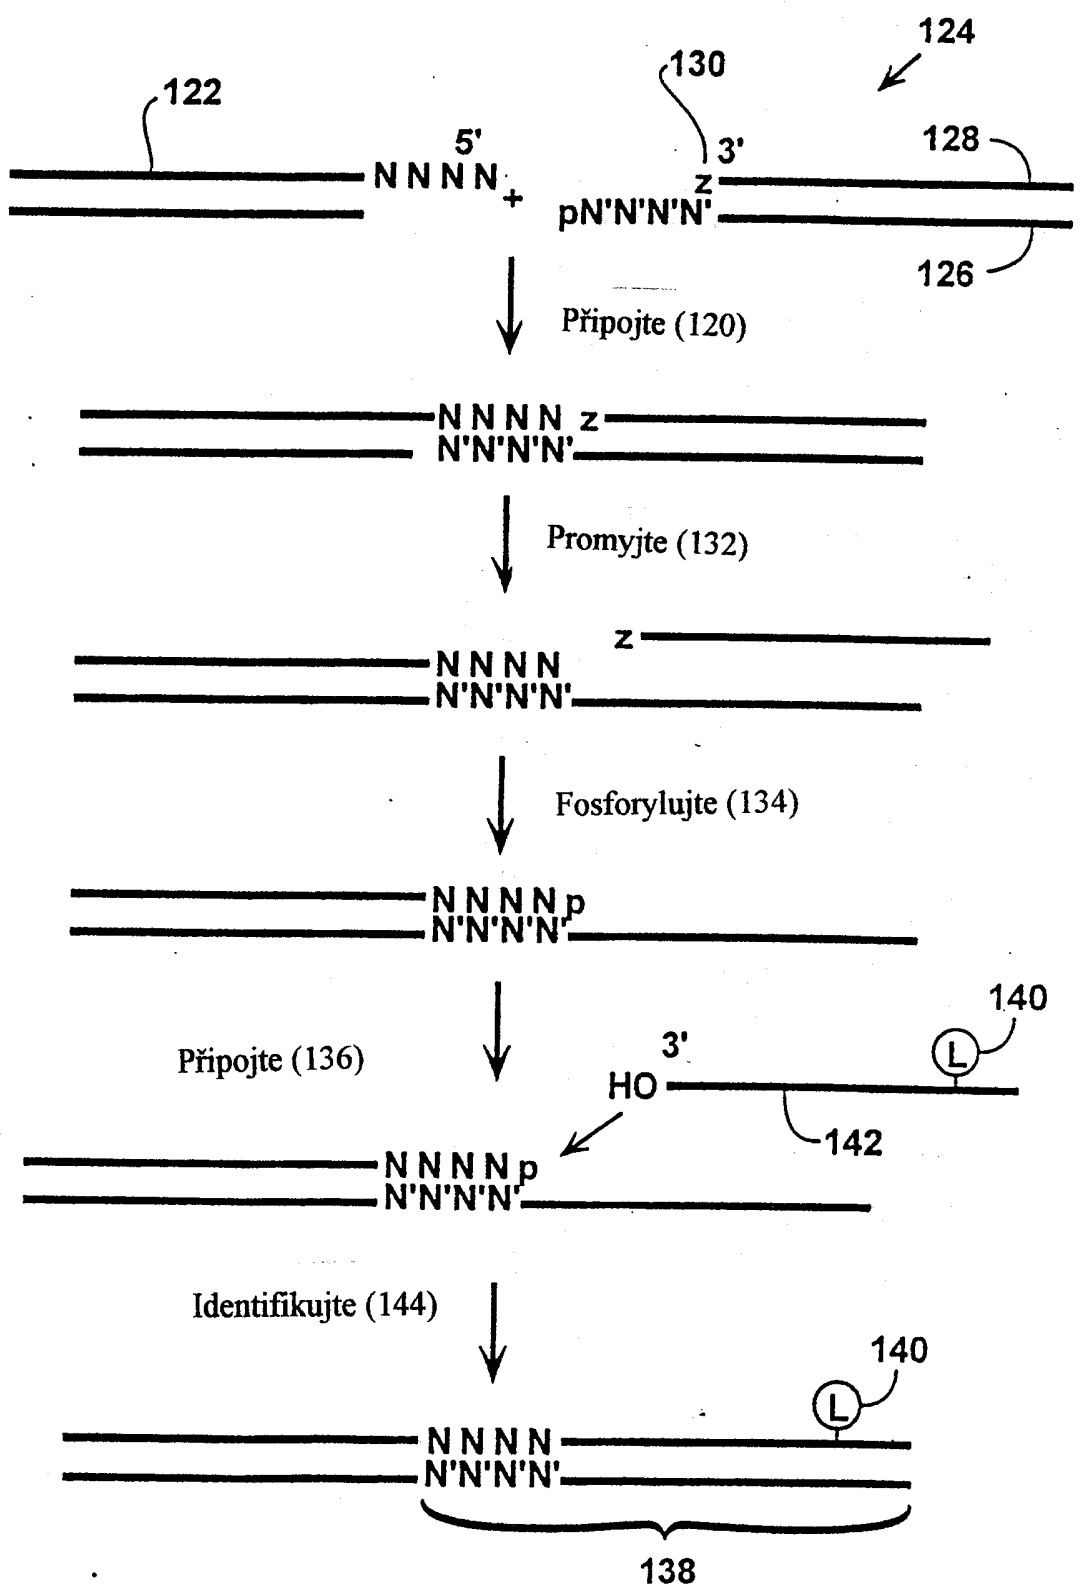 124
122
130
5'
3'
128
N N N N
+
z
pN'N'N'N'
126
Připojte (120)
N N N N z
N'N'N'N'
Promyjte (132)
z
N N N N
N'N'N'N'
Fosforylujte (134)
N N N N p
N'N'N'N'
140
Připojte (136)
3'
L
HO
142
N N N N p
N'N'N'N'
Identifikujte (144)
140
L
N N N N
N'N'N'N'
138